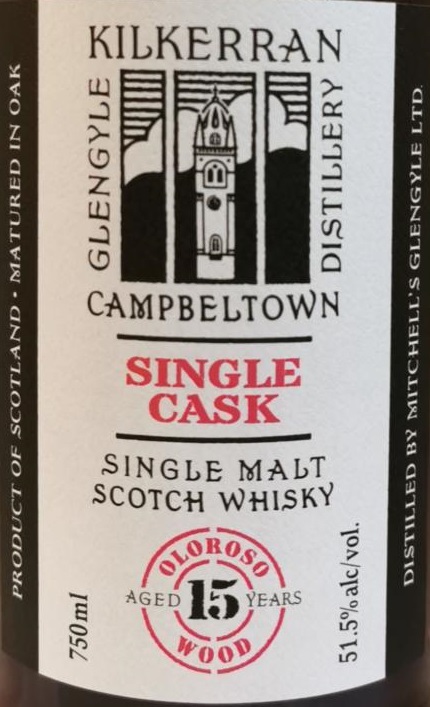 KILKERRAN
GLENGYLE
DISTILLERY
CAMPBELTOWN
SINGLE
CASK
SINGLE MALT
SCOTCH WHISKY
OLOROSO
AGED 15 YEARS
WOOD
750ml
51.5%alc/vol.
PRODUCT OF SCOTLAND · MATURED IN OAK
DISTILLED BY MITCHELL'S GLENGYLE LTD.